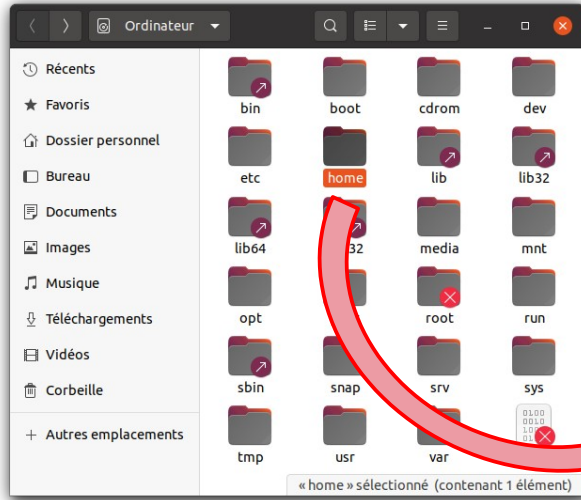 Ordinateur
Récents
Favoris
Dossier personnel
Bureau
Documents
Images
Musique
Téléchargements
Vidéos
Corbeille
Autres emplacements
bin boot cdrom dev
etc home lib lib32
lib64 32 media mnt
opt root run
sbin snap srv sys
tmp usr var
« home » sélectionné (contenant 1 élément)